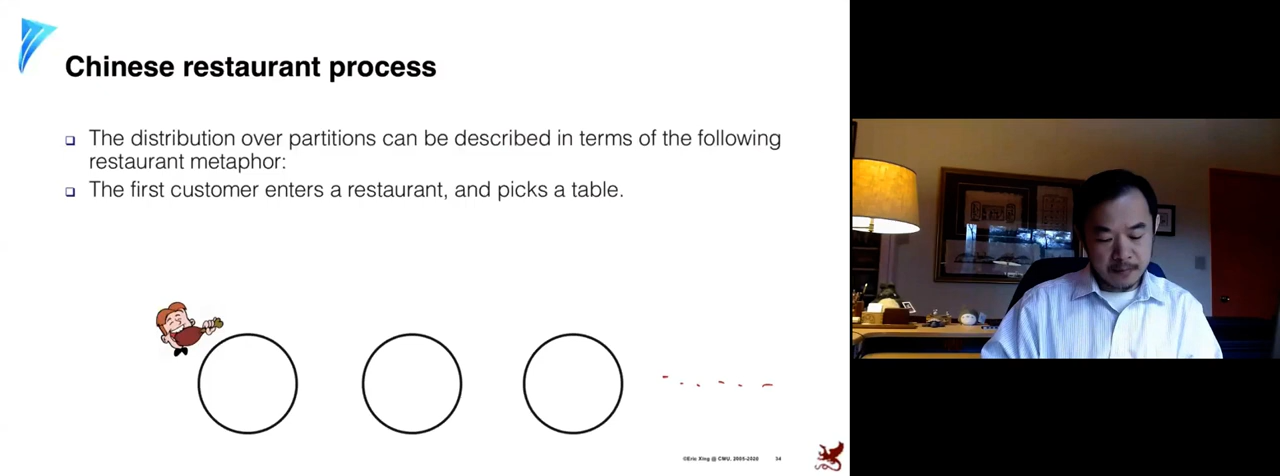 Chinese restaurant process
The distribution over partitions can be described in terms of the following
restaurant metaphor:
The first customer enters a restaurant, and picks a table.
©Eric Xing @ CMU, 2005-2020
34